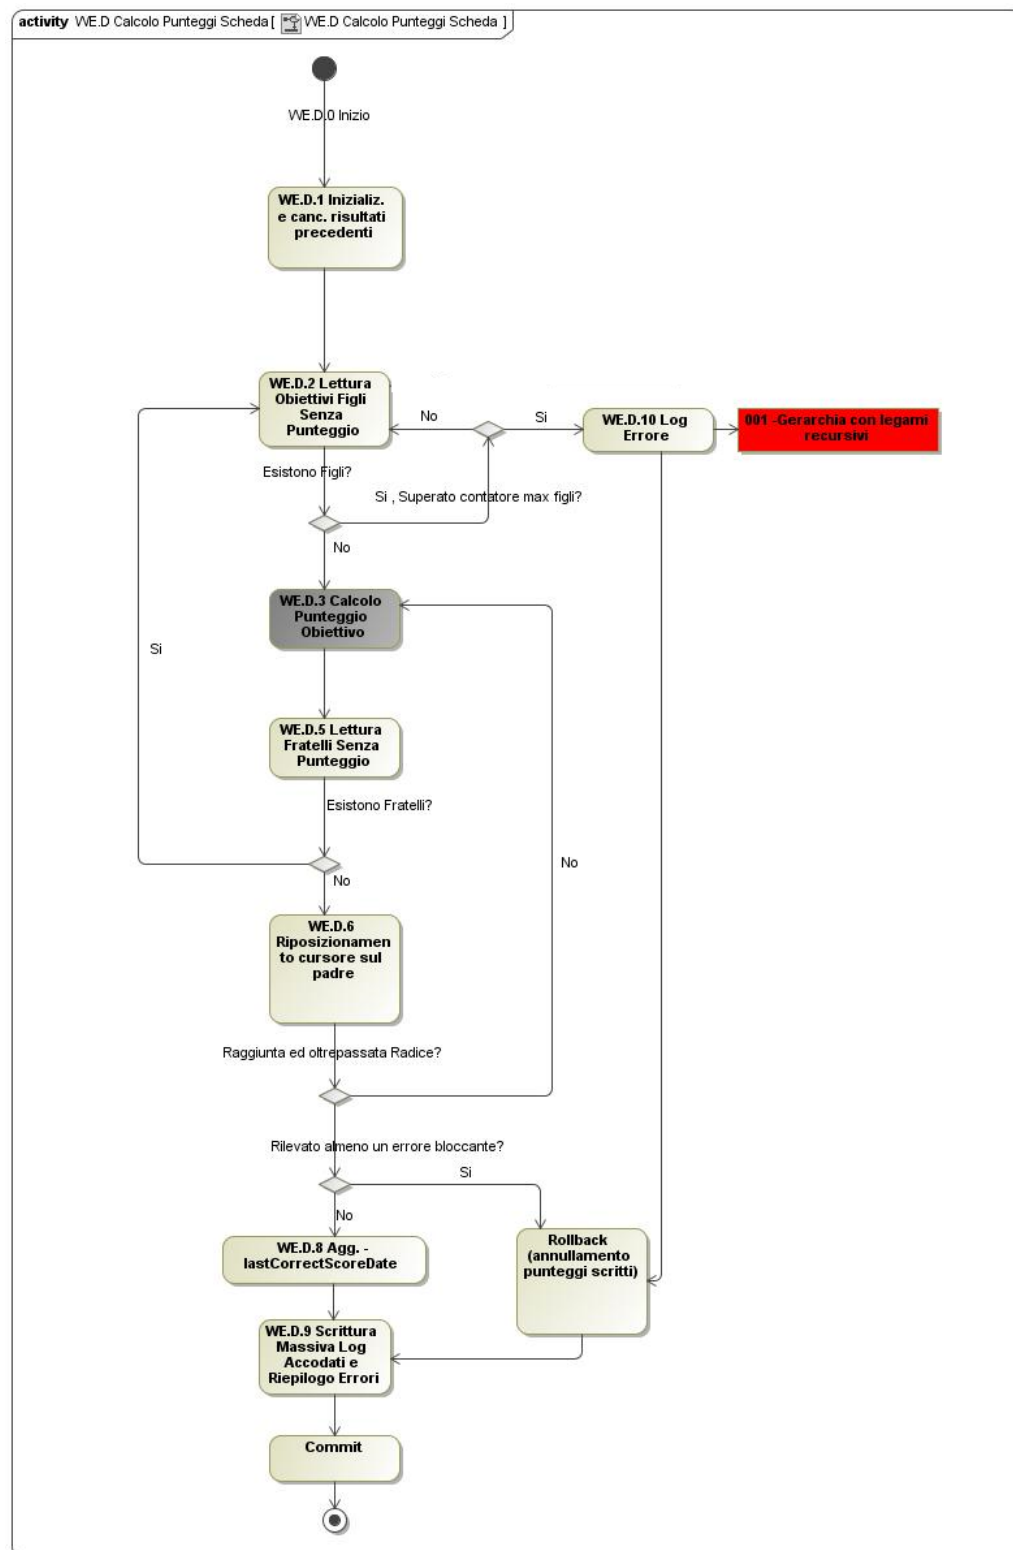 activity WE.D Calcolo Punteggi Scheda [ WE.D Calcolo Punteggi Scheda ]
WE.D.0 Inizio
WE.D.1 Inizializ.
e canc. risultati
precedenti
WE.D.2 Lettura
Obiettivi Figli
Senza
Punteggio
No
Si
WE.D.10 Log
Errore
001 -Gerarchia con legami
recursivi
Esistono Figli?
Si , Superato contatore max figli?
No
WE.D.3 Calcolo
Punteggio
Obiettivo
Si
WE.D.5 Lettura
Fratelli Senza
Punteggio
Esistono Fratelli?
No
No
WE.D.6
Riposizionamen
to cursore sul
padre
Raggiunta ed oltrepassata Radice?
Rilevato almeno un errore bloccante?
Si
No
WE.D.8 Agg. -
lastCorrectScoreDate
Rollback
(annullamento
punteggi scritti)
WE.D.9 Scrittura
Massiva Log
Accodati e
Riepilogo Errori
Commit